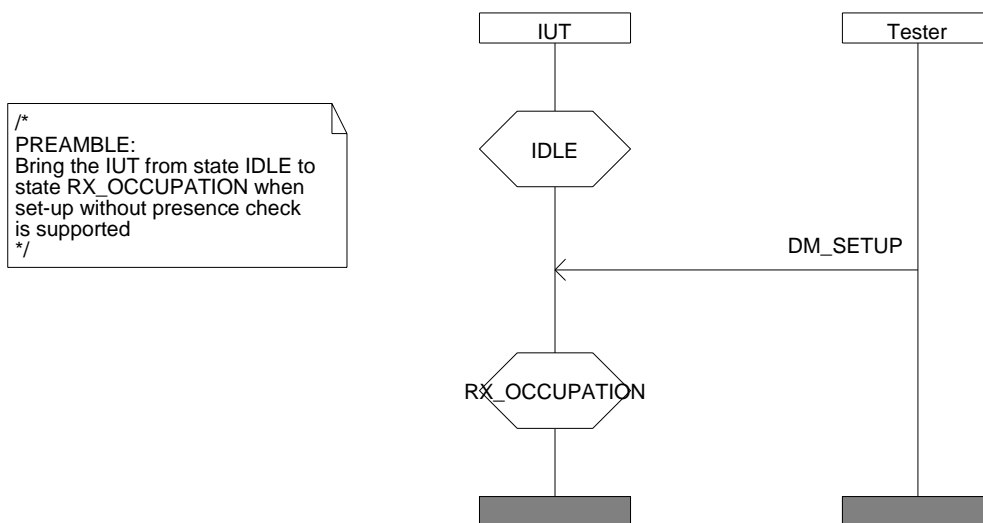 IUT
Tester
/*
PREAMBLE:
Bring the IUT from state IDLE to
state RX_OCCUPATION when
set-up without presence check
is supported
*/
IDLE
DM_SETUP
RX_OCCUPATION